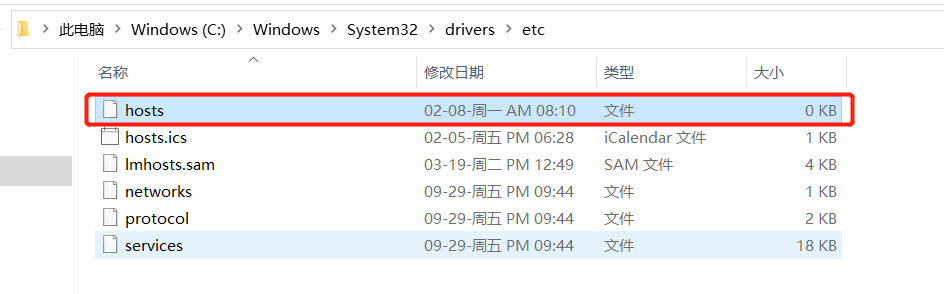 此电脑 > Windows (C:) > Windows > System32 > drivers > etc
名称 修改日期 类型 大小
hosts 02-08-周一 AM 08:10 文件 0 KB
hosts.ics 02-05-周五 PM 06:28 iCalendar 文件 1 KB
lmhosts.sam 03-19-周二 PM 12:49 SAM 文件 4 KB
networks 09-29-周五 PM 09:44 文件 1 KB
protocol 09-29-周五 PM 09:44 文件 2 KB
services 09-29-周五 PM 09:44 文件 18 KB